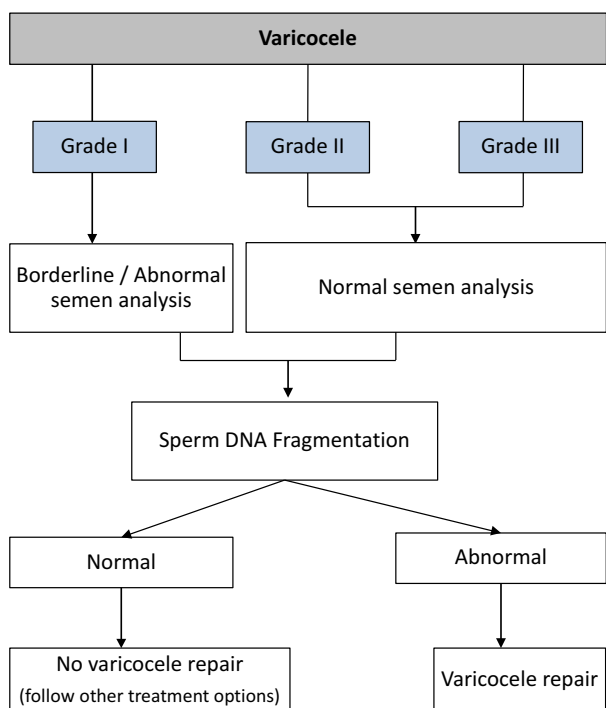 Varicocele
Grade I
Grade II
Grade III
Borderline / Abnormal
semen analysis
Normal semen analysis
Sperm DNA Fragmentation
Normal
Abnormal
No varicocele repair
(follow other treatment options)
Varicocele repair